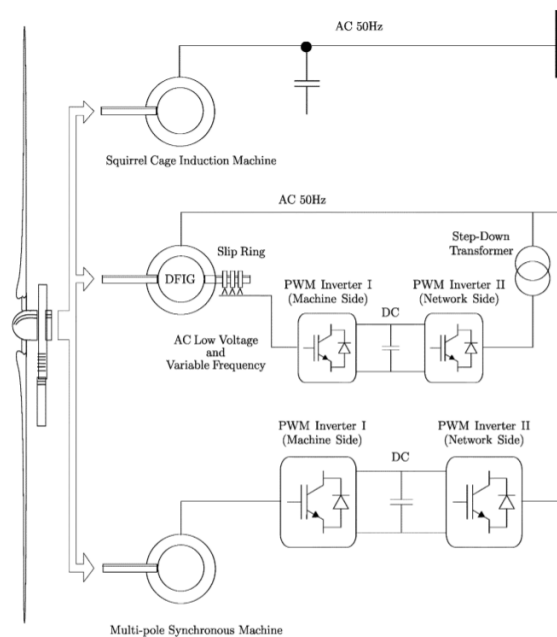 AC 50Hz
Squirrel Cage Induction Machine
AC 50Hz
Slip Ring
Step-Down
Transformer
DFIG
PWM Inverter I
(Machine Side)
PWM Inverter II
(Network Side)
DC
AC Low Voltage
and
Variable Frequency
PWM Inverter I
(Machine Side)
PWM Inverter II
(Network Side)
DC
Multi-pole Synchronous Machine